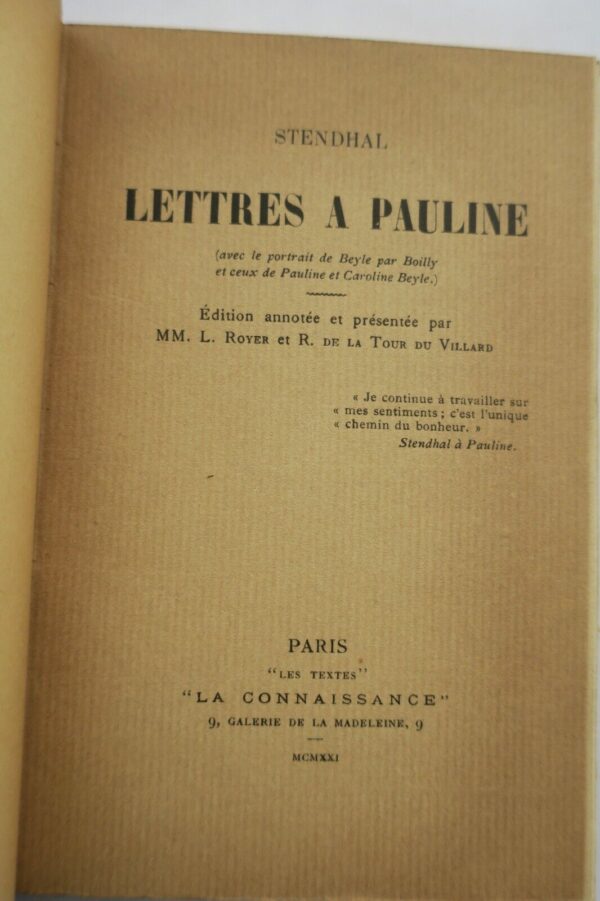 STENDHAL
LETTRES A PAULINE
(avec le portrait de Beyle par Boilly
et ceux de Pauline et Caroline Beyle.)
Édition annotée et présentée par
MM. L. ROYER et R. DE LA TOUR DU VILLARD
« Je continue à travailler sur
« mes sentiments ; c'est l'unique
« chemin du bonheur. »
Stendhal à Pauline.
PARIS
"LES TEXTES"
"LA CONNAISSANCE"
9, GALERIE DE LA MADELEINE, 9
MCMXXI